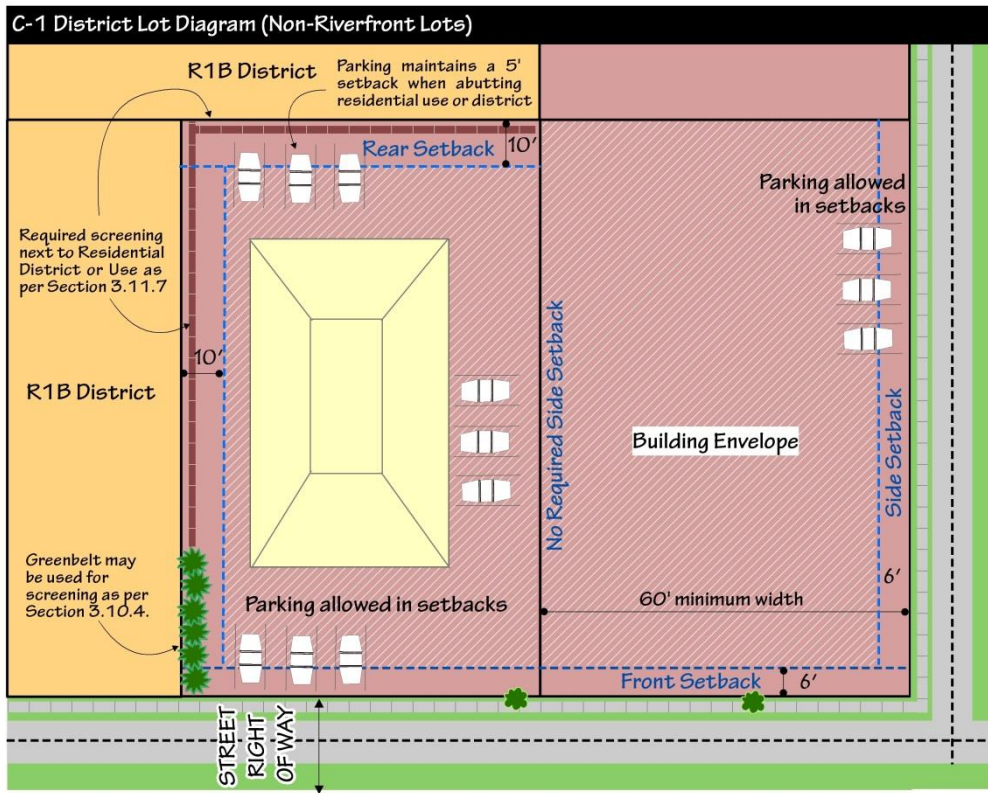 C-1 District Lot Diagram (Non-Riverfront Lots)
R1B District
Parking maintains a 5'
setback when abutting
residential use or district
Rear Setback
10'
Parking allowed
in setbacks
Required screening
next to Residential
District or Use as
per Section 3.11.7
10'
R1B District
No Required Side Setback
Building Envelope
Side Setback
Greenbelt may
be used for
screening as per
Section 3.10.4.
Parking allowed in setbacks
60' minimum width
6'
Front Setback
6'
STREET
RIGHT
OF WAY